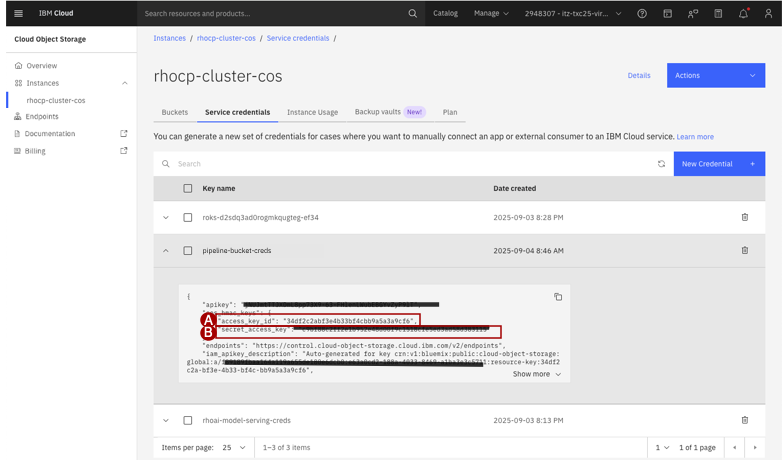 IBM Cloud
Search resources and products...
Catalog
Manage
2948307 - itz-txc25-vir...
Cloud Object Storage
Overview
Instances
rhocp-cluster-cos
Endpoints
Documentation
Billing
Instances / rhocp-cluster-cos / Service credentials /
rhocp-cluster-cos
Details
Actions
Buckets
Service credentials
Instance Usage
Backup vaults New!
Plan
You can generate a new set of credentials for cases where you want to manually connect an app or external consumer to an IBM Cloud service. Learn more
Search
New Credential +
Key name
Date created
roks-d2sdq3ad0rogmkqugteg-ef34
2025-09-03 8:28 PM
pipeline-bucket-creds
2025-09-04 8:46 AM
{
"apikey":
A "access_key_id": "34df2c2abf3e4b33bf4cbb9a5a3a9cf6",
B "secret_access_key":
"endpoints": "https://control.cloud-object-storage.cloud.ibm.com/v2/endpoints",
"iam_apikey_description": "Auto-generated for key crn:v1:bluemix:public:cloud-object-storage:
global:a/ :resource-key:34df2
c2a-bf3e-4b33-bf4c-bb9a5a3a9cf6",
Show more
rhoai-model-serving-creds
2025-09-03 8:13 PM
Items per page: 25
1–3 of 3 items
1
1 of 1 page